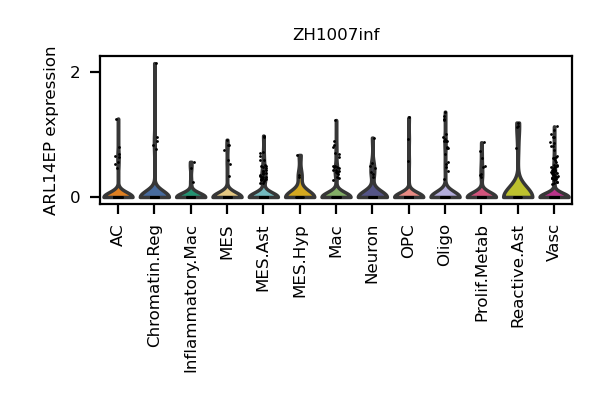 ZH1007inf
ARL14EP expression
2
0
AC
Chromatin.Reg
Inflammatory.Mac
MES
MES.Ast
MES.Hyp
Mac
Neuron
OPC
Oligo
Prolif.Metab
Reactive.Ast
Vasc